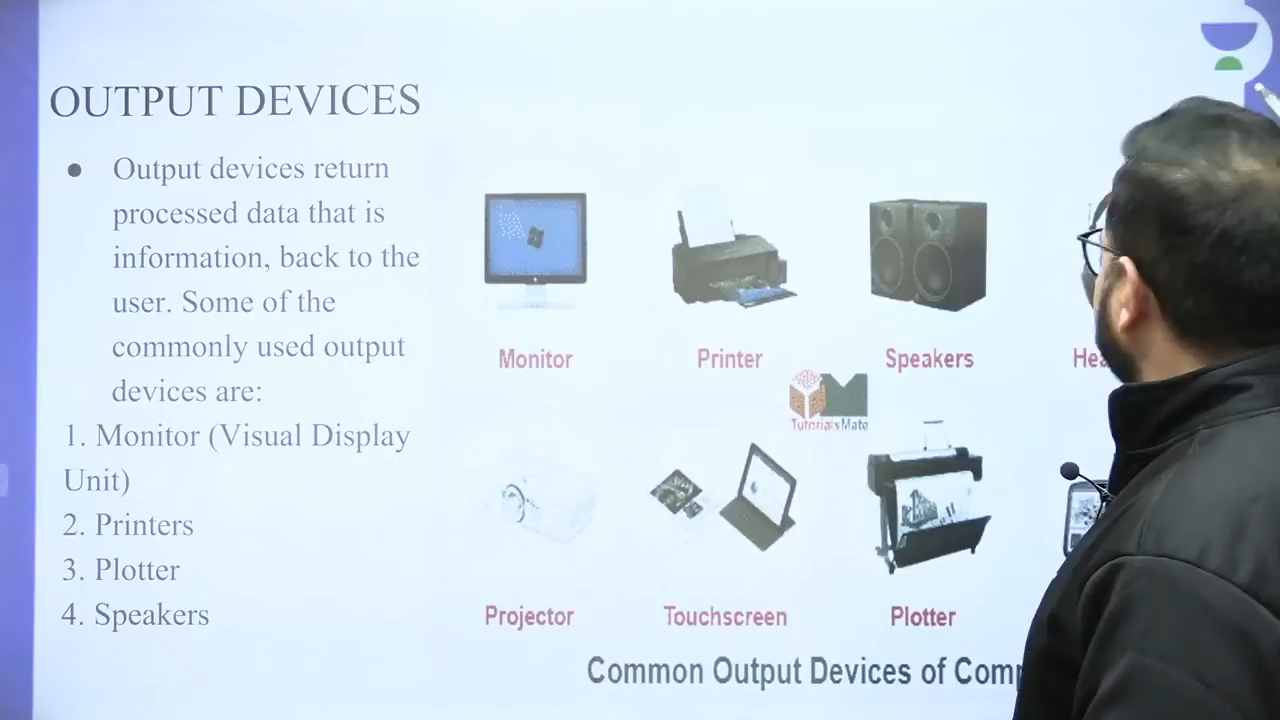 OUTPUT DEVICES
● Output devices return
processed data that is
information, back to the
user. Some of the
commonly used output
devices are:
1. Monitor (Visual Display
Unit)
2. Printers
3. Plotter
4. Speakers
Monitor
Printer
Speakers
TutorialsMate
Projector
Touchscreen
Plotter
Common Output Devices of